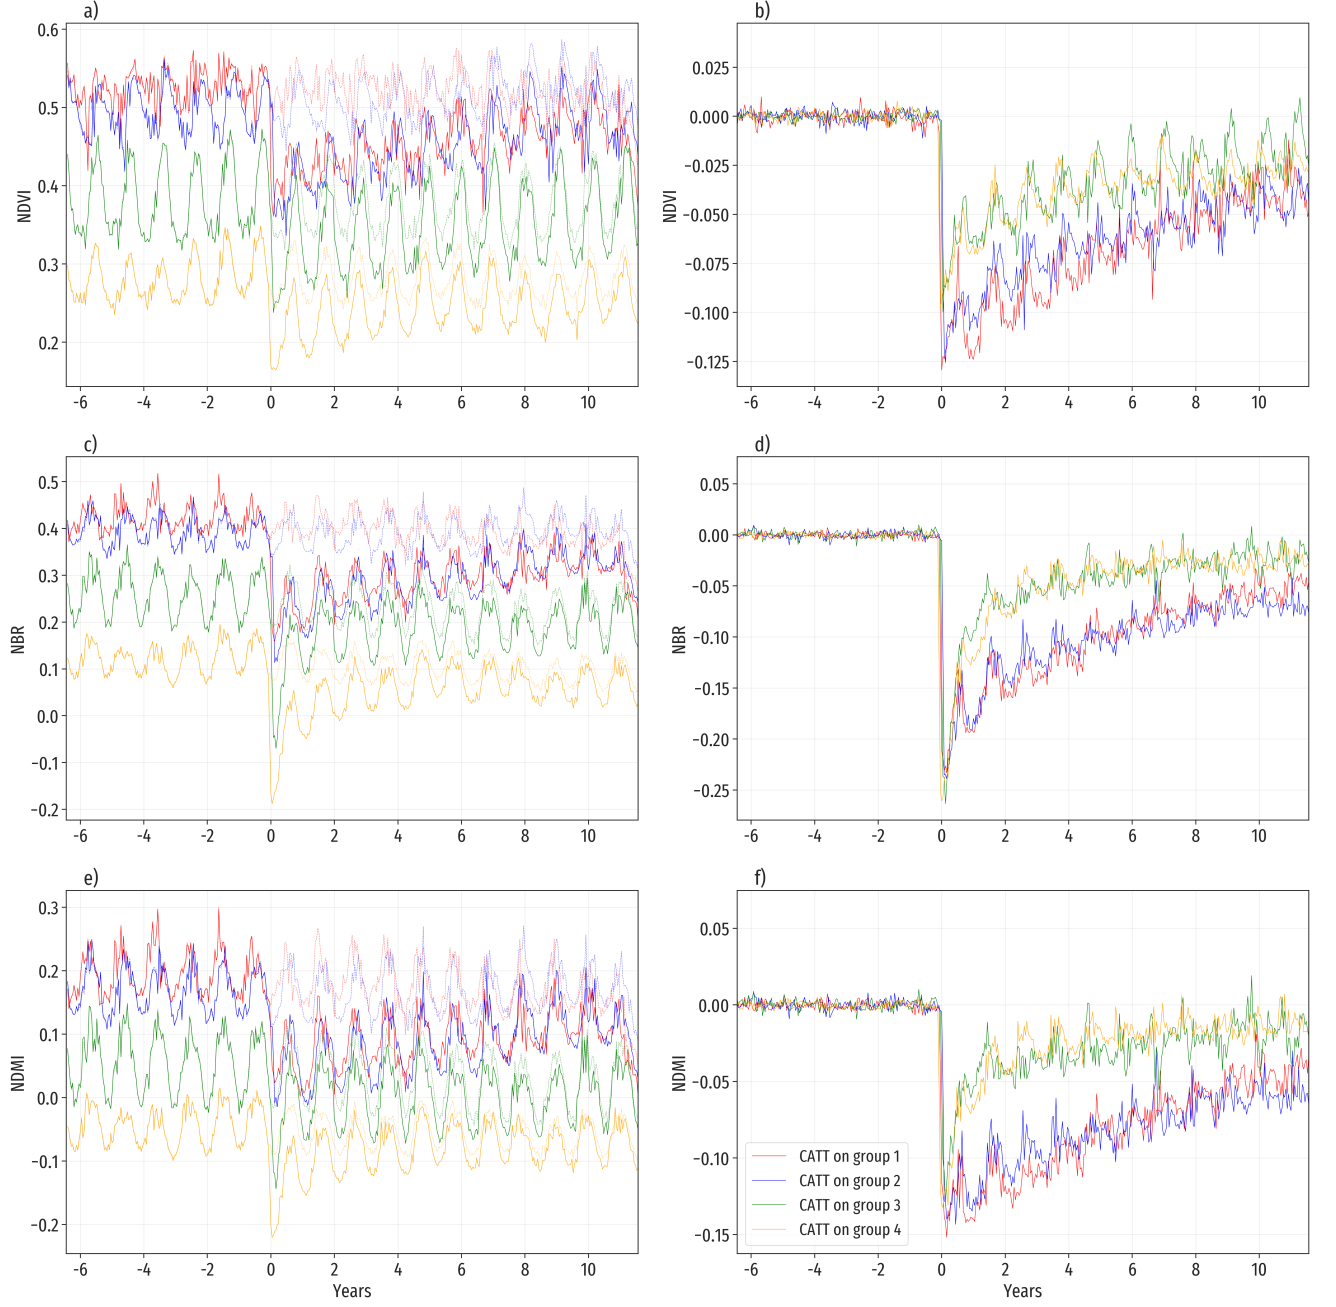 a)
b)
0.6
0.5
0.4
0.3
0.2
NDVI
-6 -4 -2 0 2 4 6 8 10
0.025
0.000
−0.025
−0.050
−0.075
−0.100
−0.125
NDVI
-6 -4 -2 0 2 4 6 8 10
c)
d)
0.5
0.4
0.3
0.2
0.1
0.0
−0.1
−0.2
NBR
-6 -4 -2 0 2 4 6 8 10
0.05
0.00
−0.05
−0.10
−0.15
−0.20
−0.25
NBR
-6 -4 -2 0 2 4 6 8 10
e)
f)
0.3
0.2
0.1
0.0
−0.1
−0.2
NDMI
-6 -4 -2 0 2 4 6 8 10
Years
0.05
0.00
−0.05
−0.10
−0.15
NDMI
CATT on group 1
CATT on group 2
CATT on group 3
CATT on group 4
-6 -4 -2 0 2 4 6 8 10
Years